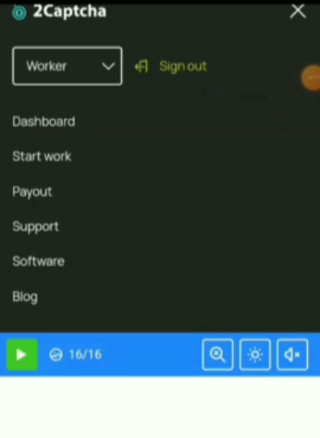 2Captcha
Worker
Sign out
Dashboard
Start work
Payout
Support
Software
Blog
16/16